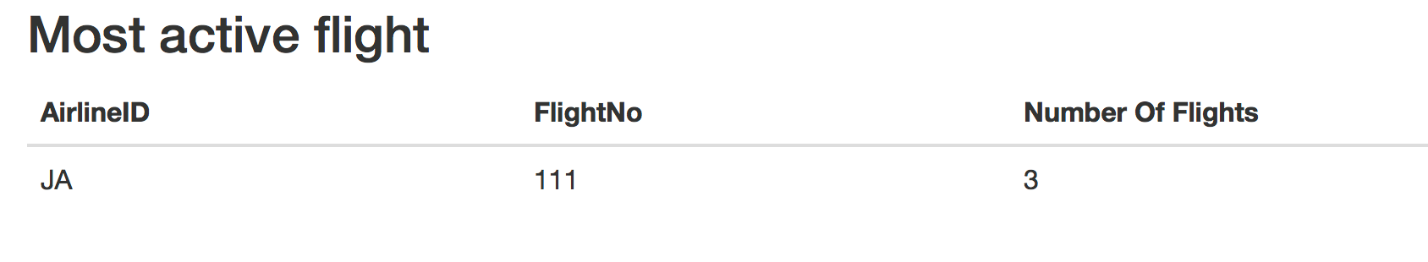 Most active flight
AirlineID FlightNo Number Of Flights
JA 111 3